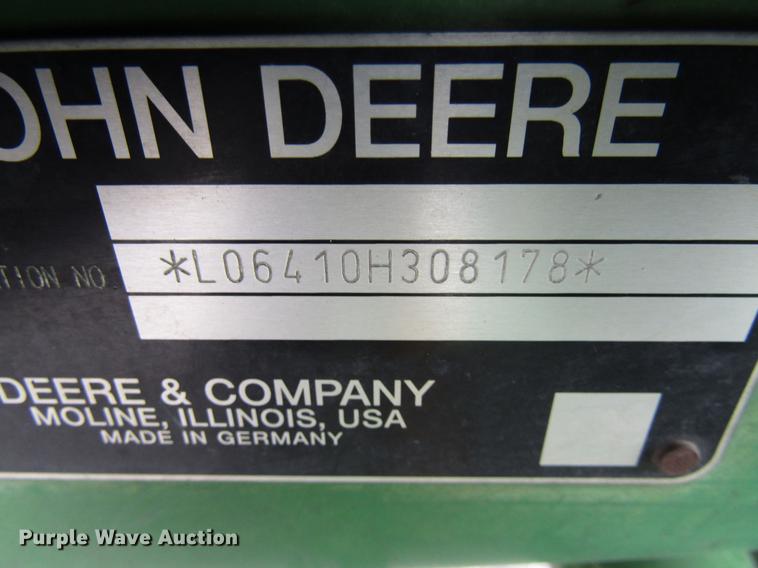 OHN DEERE
TION NO *L06410H308178*
DEERE & COMPANY
MOLINE, ILLINOIS, USA
MADE IN GERMANY
Purple Wave Auction